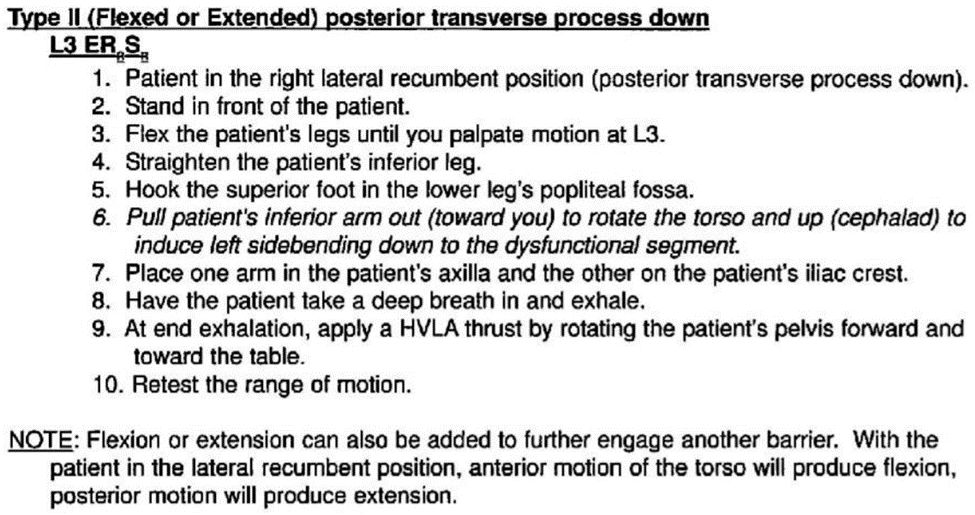 Type II (Flexed or Extended) posterior transverse process down
L3 ERRSR
1. Patient in the right lateral recumbent position (posterior transverse process down).
2. Stand in front of the patient.
3. Flex the patient's legs until you palpate motion at L3.
4. Straighten the patient's inferior leg.
5. Hook the superior foot in the lower leg's popliteal fossa.
6. Pull patient's inferior arm out (toward you) to rotate the torso and up (cephalad) to
induce left sidebending down to the dysfunctional segment.
7. Place one arm in the patient's axilla and the other on the patient's iliac crest.
8. Have the patient take a deep breath in and exhale.
9. At end exhalation, apply a HVLA thrust by rotating the patient's pelvis forward and
toward the table.
10. Retest the range of motion.
NOTE: Flexion or extension can also be added to further engage another barrier. With the
patient in the lateral recumbent position, anterior motion of the torso will produce flexion,
posterior motion will produce extension.